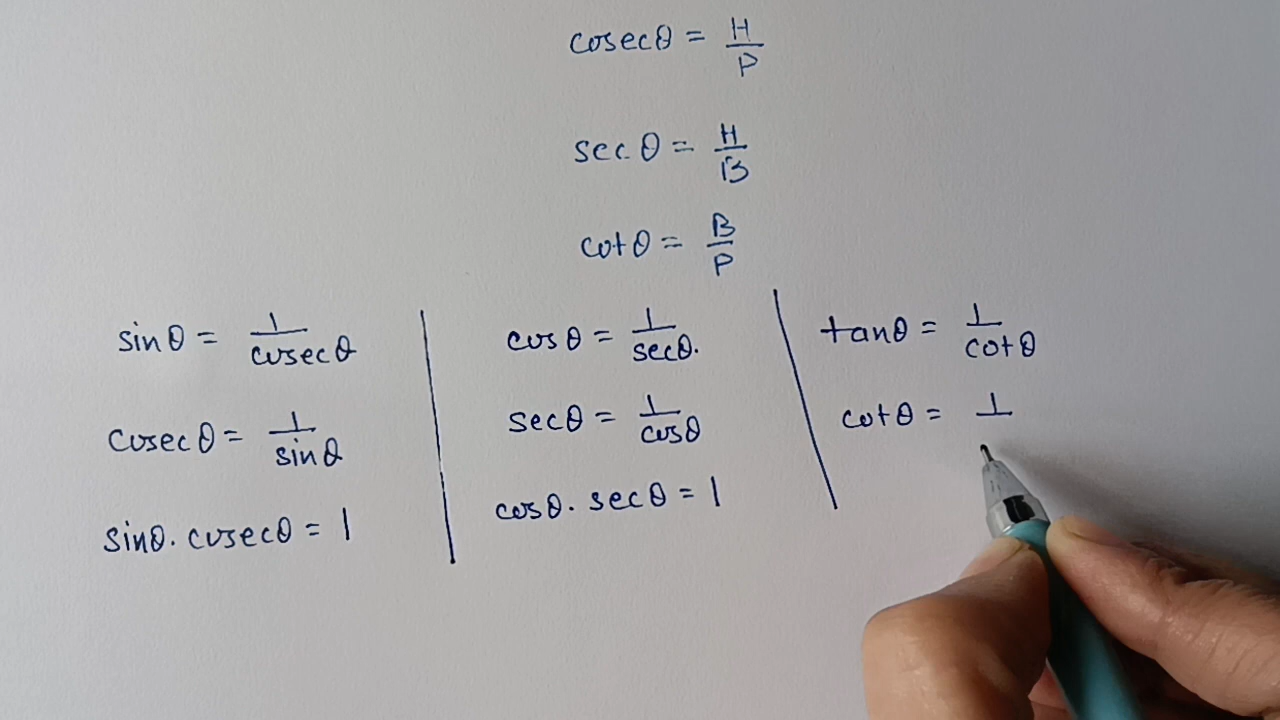 cosecθ = H/P
secθ = H/B
cotθ = B/P
sinθ = 1/cosecθ
cosecθ = 1/sinθ
sinθ. cosecθ = 1
cosθ = 1/secθ.
secθ = 1/cosθ
cosθ. secθ = 1
tanθ = 1/cotθ
cotθ = 1/